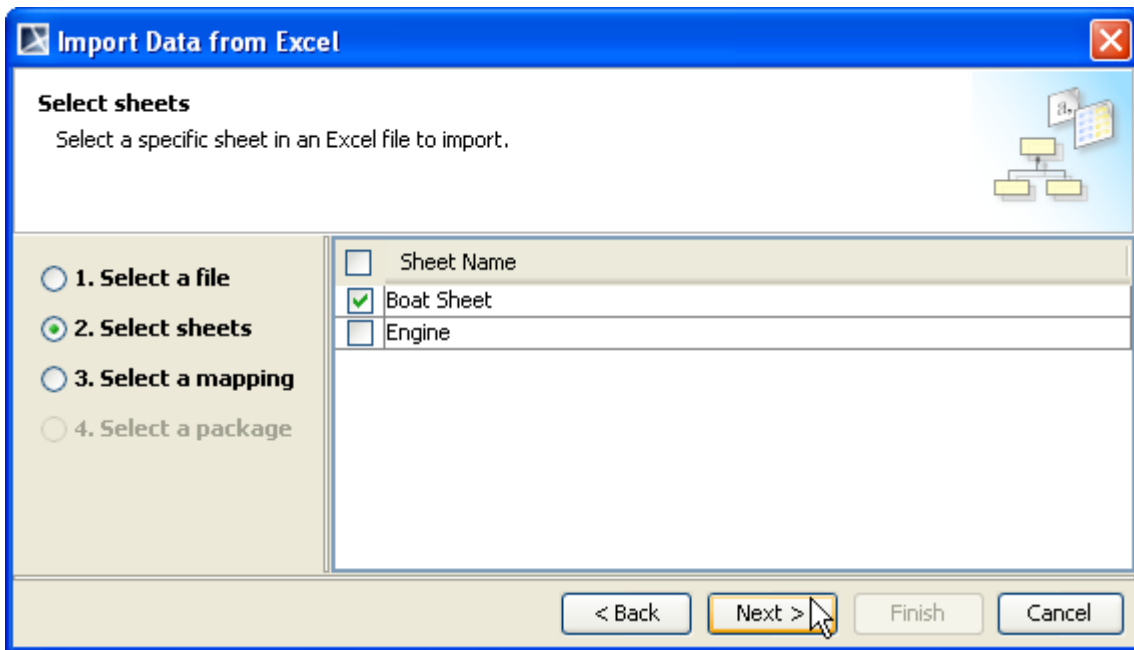 Import Data from Excel
Select sheets
Select a specific sheet in an Excel file to import.
a,
1. Select a file
2. Select sheets
3. Select a mapping
4. Select a package
Sheet Name
Boat Sheet
Engine
< Back Next > Finish Cancel